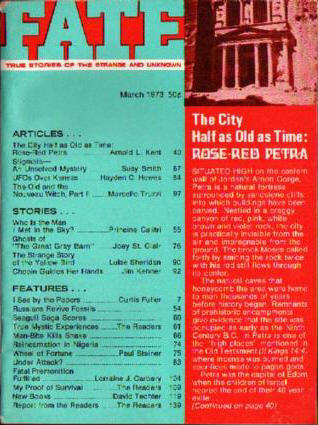 FATE
TRUE STORIES OF THE STRANGE AND UNKNOWN
March 1973 50p
ARTICLES . . .
The City Half as Old as Time:
Rose-Red Petra Arnold L. Kent 40
Stigmata—
An Unsolved Mystery Susy Smith 67
UFOs Over Kansas Hayden C. Hewes 84
The Old and the
Nouveau Witch, Part II Marcello Truzzi 97
STORIES . . .
Who Is the Man
I Met in the Sky? Princine Calitri 55
Ghosts of
"The Great Gray Barn" Joey St. Clair 76
The Strange Story
of the Yellow Bird Luise Sheridan 90
Chopin Guides Her Hands Jim Kenner 92
FEATURES . . .
I See by the Papers Curtis Fuller 7
Russians Revive Fossils 54
Seagull Saga Scores 60
True Mystic Experiences The Readers 61
Man-Bite Kills Snake 66
Reincarnation in Nigeria 74
Wheel of Fortune Paul Steiner 75
Under Attack? 83
Fatal Premonition
Fulfilled Lorraine J. Carbary 104
My Proof of Survival The Readers 109
New Books David Techter 119
Report from the Readers The Readers 139
The City
Half as Old as Time:
ROSE-RED PETRA
SITUATED HIGH on the eastern
wall of Jordan's Gorge,
Petra is a natural fortress
surrounded by sandstone cliffs
into which buildings have been
carved. Nestled in a craggy
canyon of red, pink, white
brown and violet rock, the city
is practically invisible from the
air and impregnable from the
ground. The brook Moses called
forth by smiting the rock twice
with his rod still flows through
its center.
The natural caves that
honeycomb the area were home
to man thousands of years
before history began. Remnants
of prehistoric encampments
give evidence that the site was
occupied as early as the Ninth
Century B.C. In Petra is one of
the "high places" mentioned in
the Old Testament (II Kings 14:4,
where incense was burned and
sacrifices made to pagan gods.
Petra was the capital of Edom
when the children of Israel
neared the end of their 40 year
exile . .
(Continued on page 40)